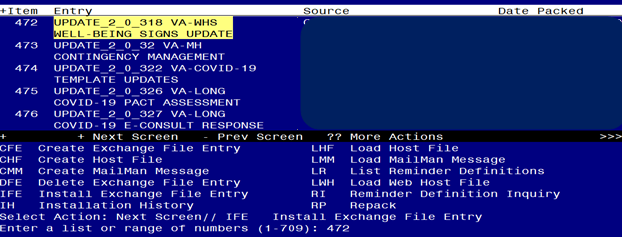 +Item Entry Source Date Packed
472 UPDATE_2_0_318 VA-WHS
WELL-BEING SIGNS UPDATE
473 UPDATE_2_0_32 VA-MH
CONTINGENCY MANAGEMENT
474 UPDATE_2_0_322 VA-COVID-19
TEMPLATE UPDATES
475 UPDATE_2_0_326 VA-LONG
COVID-19 PACT ASSESSMENT
476 UPDATE_2_0_327 VA-LONG
COVID-19 E-CONSULT RESPONSE
+ + Next Screen - Prev Screen ?? More Actions >>>
CFE Create Exchange File Entry LHF Load Host File
CHF Create Host File LMM Load MailMan Message
CMM Create MailMan Message LR List Reminder Definitions
DFE Delete Exchange File Entry LWH Load Web Host File
IFE Install Exchange File Entry RI Reminder Definition Inquiry
IH Installation History RP Repack
Select Action: Next Screen// IFE Install Exchange File Entry
Enter a list or range of numbers (1-709): 472